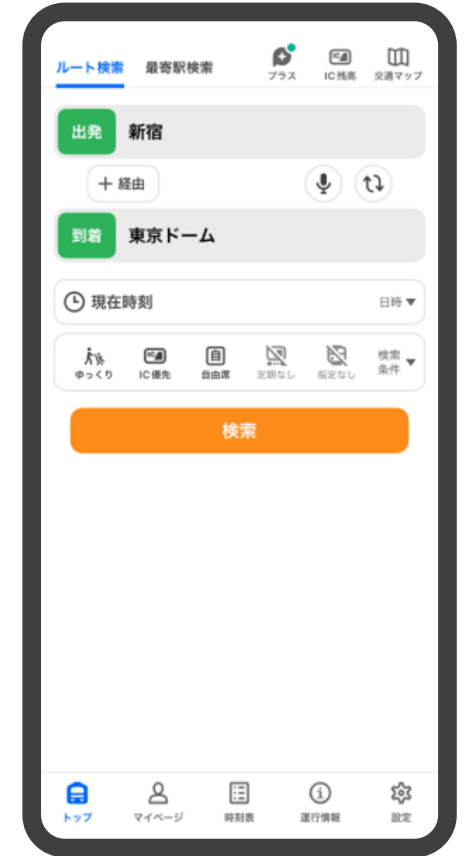 ルート検索
最寄駅検索
プラス
IC残高
交通マップ
出発
新宿
＋経由
到着
東京ドーム
現在時刻
日時▼
ゆっくり
IC
IC優先
自
自由席
定期なし
指定なし
検索
条件
▼
検索
トップ
マイページ
時刻表
運行情報
設定